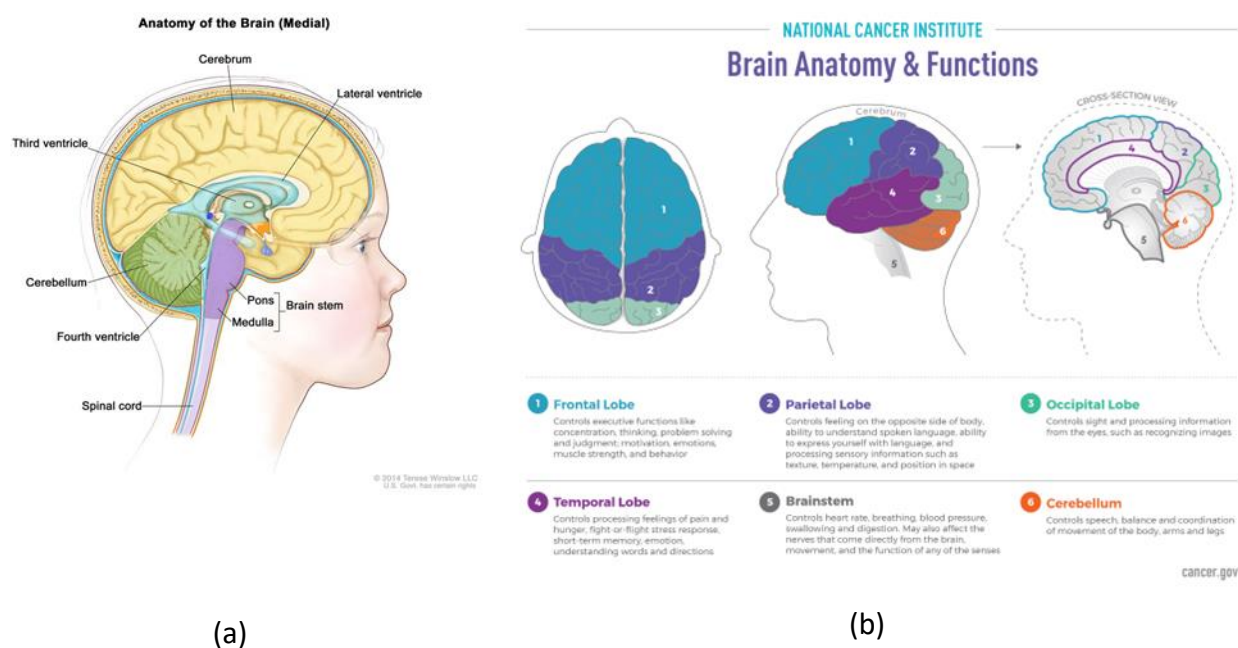 Anatomy of the Brain (Medial)
Cerebrum
Lateral ventricle
Third ventricle
Cerebellum
Pons
Brain stem
Medulla
Fourth ventricle
Spinal cord
© 2014 Terese Winslow LLC
U.S. Govt. has certain rights
(a)
NATIONAL CANCER INSTITUTE
Brain Anatomy & Functions
1
2
3
Cerebrum
1
2
3
4
5
6
CROSS-SECTION VIEW
1
2
3
4
5
6
1 Frontal Lobe
Controls executive functions like
concentration, thinking, problem solving
and judgment; motivation, emotions,
muscle strength, and behavior
2 Parietal Lobe
Controls feeling on the opposite side of body,
ability to understand spoken language, ability
to express yourself with language, and
processing sensory information such as
texture, temperature, and position in space
3 Occipital Lobe
Controls sight and processing information
from the eyes, such as recognizing images
4 Temporal Lobe
Controls processing feelings of pain and
hunger, fight-or-flight stress response,
short-term memory, emotion,
understanding words and directions
5 Brainstem
Controls heart rate, breathing, blood pressure,
swallowing and digestion. May also affect the
nerves that come directly from the brain,
movement, and the function of any of the senses
6 Cerebellum
Controls speech, balance and coordination
of movement of the body, arms and legs
cancer.gov
(b)